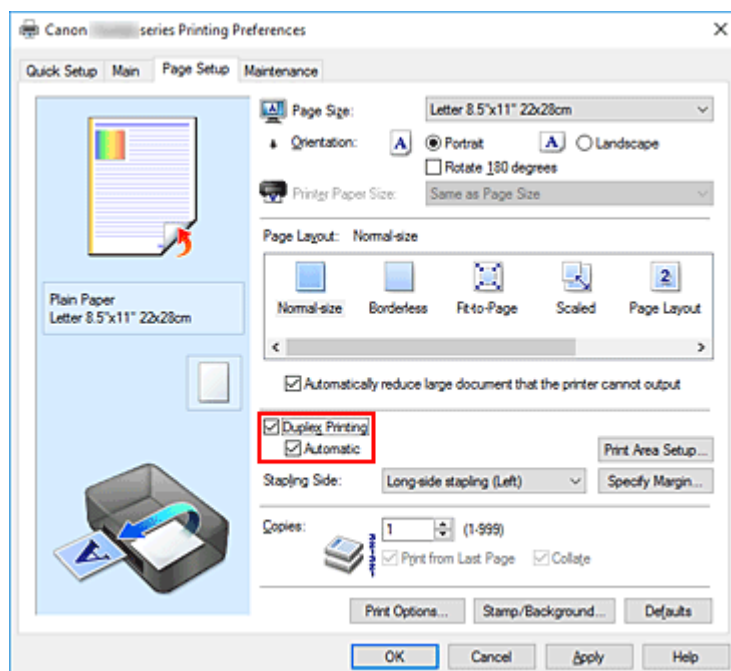 Canon series Printing Preferences
Quick Setup Main Page Setup Maintenance
Page Size: Letter 8.5"x11" 22x28cm
Orientation: A Portrait A Landscape
Rotate 180 degrees
Printer Paper Size: Same as Page Size
Page Layout: Normal-size
Normal-size Borderless Fit-to-Page Scaled 2 Page Layout
Automatically reduce large document that the printer cannot output
Plain Paper
Letter 8.5"x11" 22x28cm
Duplex Printing
Automatic
Print Area Setup...
Stapling Side: Long-side stapling (Left) Specify Margin...
Copies: 1 (1-999)
Print from Last Page Collate
A
Print Options... Stamp/Background... Defaults
OK Cancel Apply Help